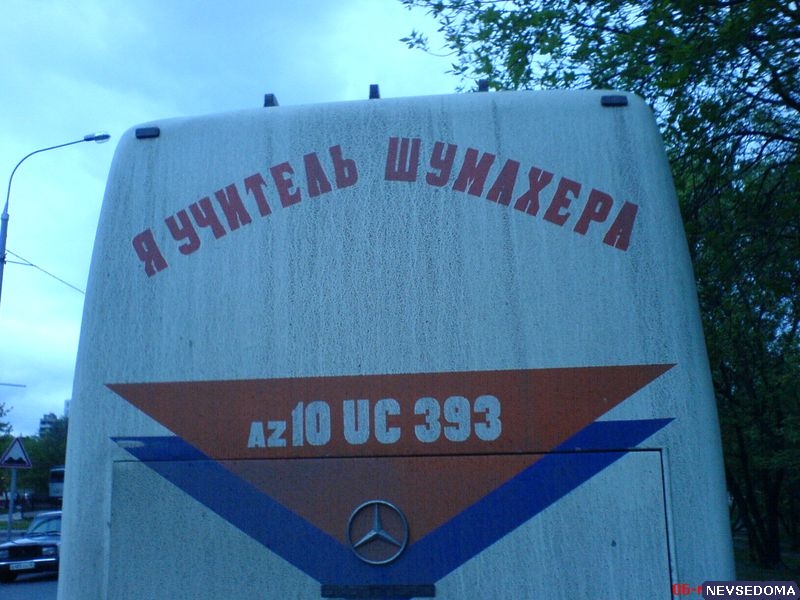 Я УЧИТЕЛЬ ШУМАХЕРА
AZ 10 UC 393
NEVSEDOMA